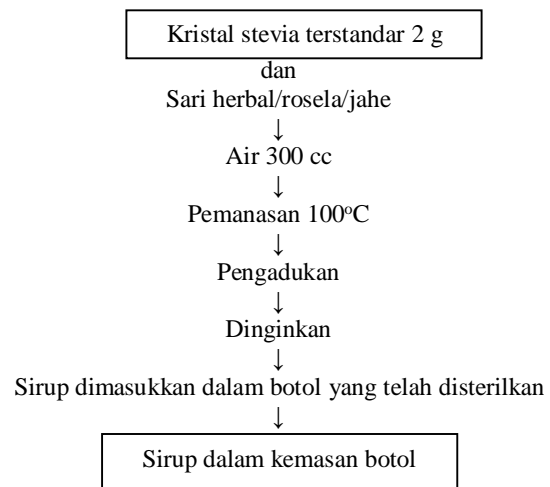 Kristal stevia terstandar 2 g
dan
Sari herbal/rosela/jahe
↓
Air 300 cc
↓
Pemanasan 100°C
↓
Pengadukan
↓
Dinginkan
↓
Sirup dimasukkan dalam botol yang telah disterilkan
↓
Sirup dalam kemasan botol